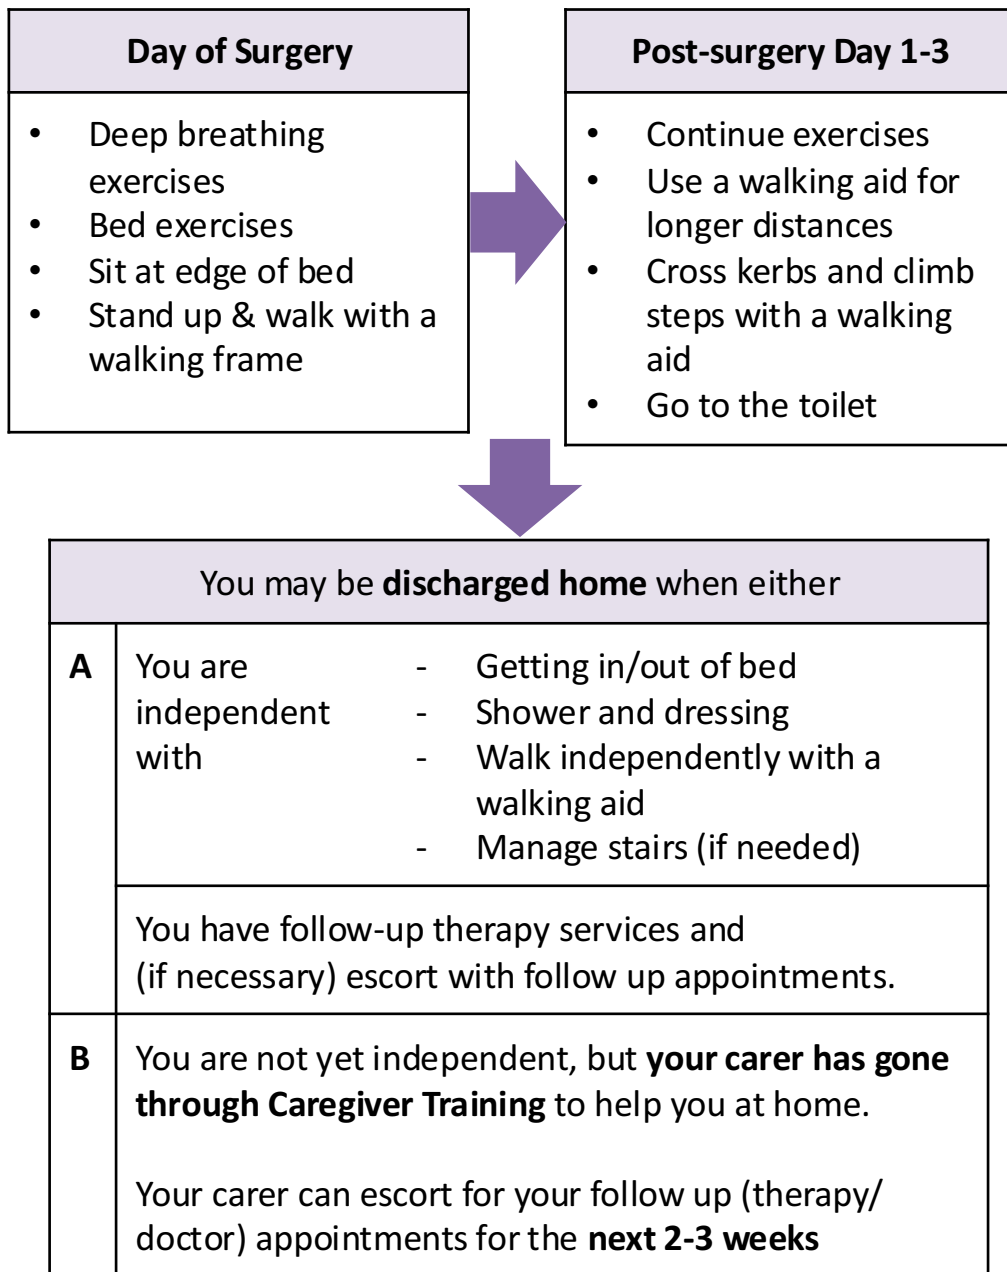 Day of Surgery
• Deep breathing
exercises
• Bed exercises
• Sit at edge of bed
• Stand up & walk with a
walking frame
Post-surgery Day 1-3
• Continue exercises
• Use a walking aid for
longer distances
• Cross kerbs and climb
steps with a walking
aid
• Go to the toilet
You may be discharged home when either
A
You are
independent
with
- Getting in/out of bed
- Shower and dressing
- Walk independently with a
walking aid
- Manage stairs (if needed)
You have follow-up therapy services and
(if necessary) escort with follow up appointments.
B
You are not yet independent, but your carer has gone
through Caregiver Training to help you at home.
Your carer can escort for your follow up (therapy/
doctor) appointments for the next 2-3 weeks